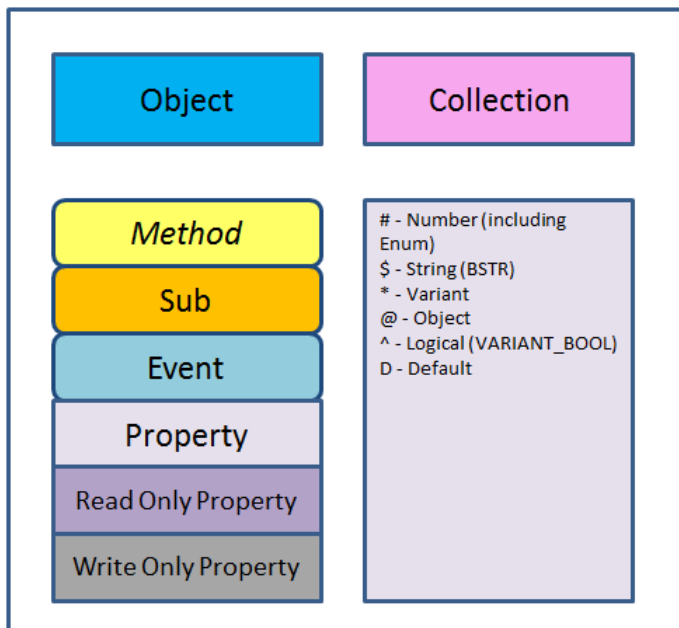 Object
Collection
Method
Sub
Event
Property
Read Only Property
Write Only Property
# - Number (including
Enum)
$ - String (BSTR)
* - Variant
@ - Object
^ - Logical (VARIANT_BOOL)
D - Default